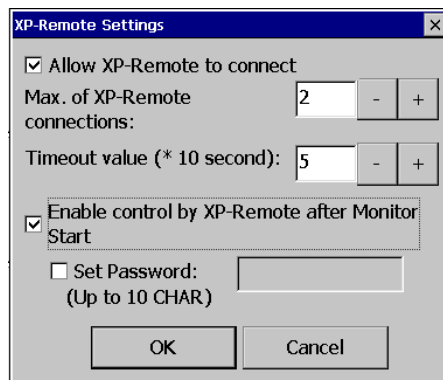 XP-Remote Settings
Allow XP-Remote to connect
Max. of XP-Remote
connections:
2 - +
Timeout value (* 10 second): 5 - +
Enable control by XP-Remote after Monitor
Start
Set Password:
(Up to 10 CHAR)
OK Cancel